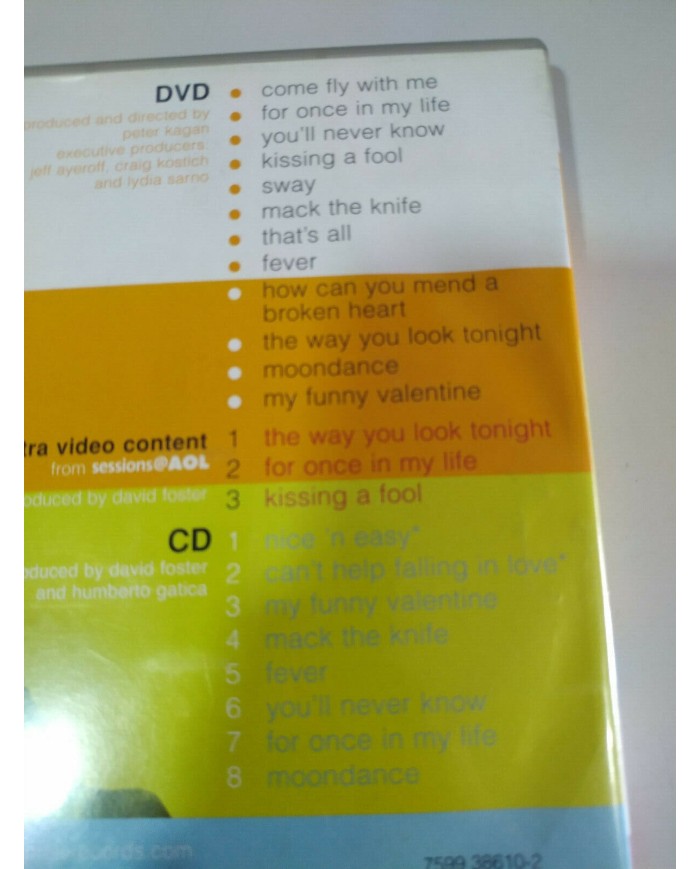 DVD
produced and directed by
peter kagan
executive producers:
jeff ayeroff, craig kostich
and lydia sarno
come fly with me
for once in my life
you'll never know
kissing a fool
sway
mack the knife
that's all
fever
how can you mend a
broken heart
the way you look tonight
moondance
my funny valentine
tra video content
from sessions@AOL
oduced by david foster
1 the way you look tonight
2 for once in my life
3 kissing a fool
CD
oduced by david foster
and humberto gatica
1 nice 'n easy*
2 can't help falling in love*
3 my funny valentine
4 mack the knife
5 fever
6 you'll never know
7 for once in my life
8 moondance
records.com
7599 38610-2